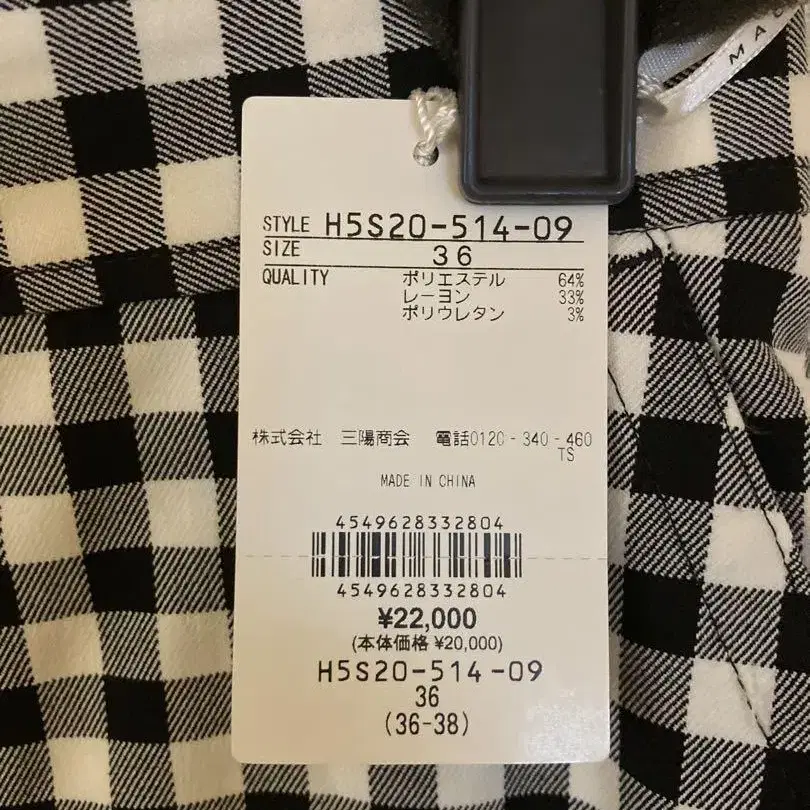 MAC
STYLE H5S20-514-09
SIZE 36
QUALITY ポリエステル 64%
レーヨン 33%
ポリウレタン 3%
株式会社 三陽商会 電話0120-340-460
TS
MADE IN CHINA
4549628332804
4549628332804
¥22,000
(本体価格 ¥20,000)
H5S20-514-09
36
(36-38)